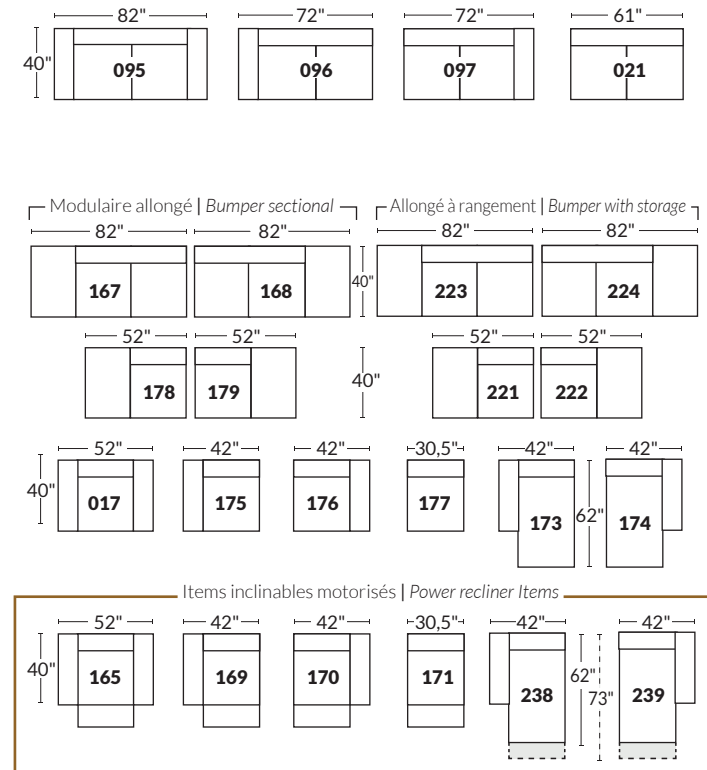 82" 72" 72" 61"
40" 095 096 097 021
Modulaire allongé | Bumper sectional
Allongé à rangement | Bumper with storage
82" 82" 82" 82"
167 168 40" 223 224
52" 52" 52" 52"
178 179 40" 221 222
52" 42" 42" 30,5" 42" 42"
40" 017 175 176 177 173 62" 174
Items inclinables motorisés | Power recliner Items
52" 42" 42" 30,5" 42" 42"
40" 165 169 170 171 238 62" 73" 239